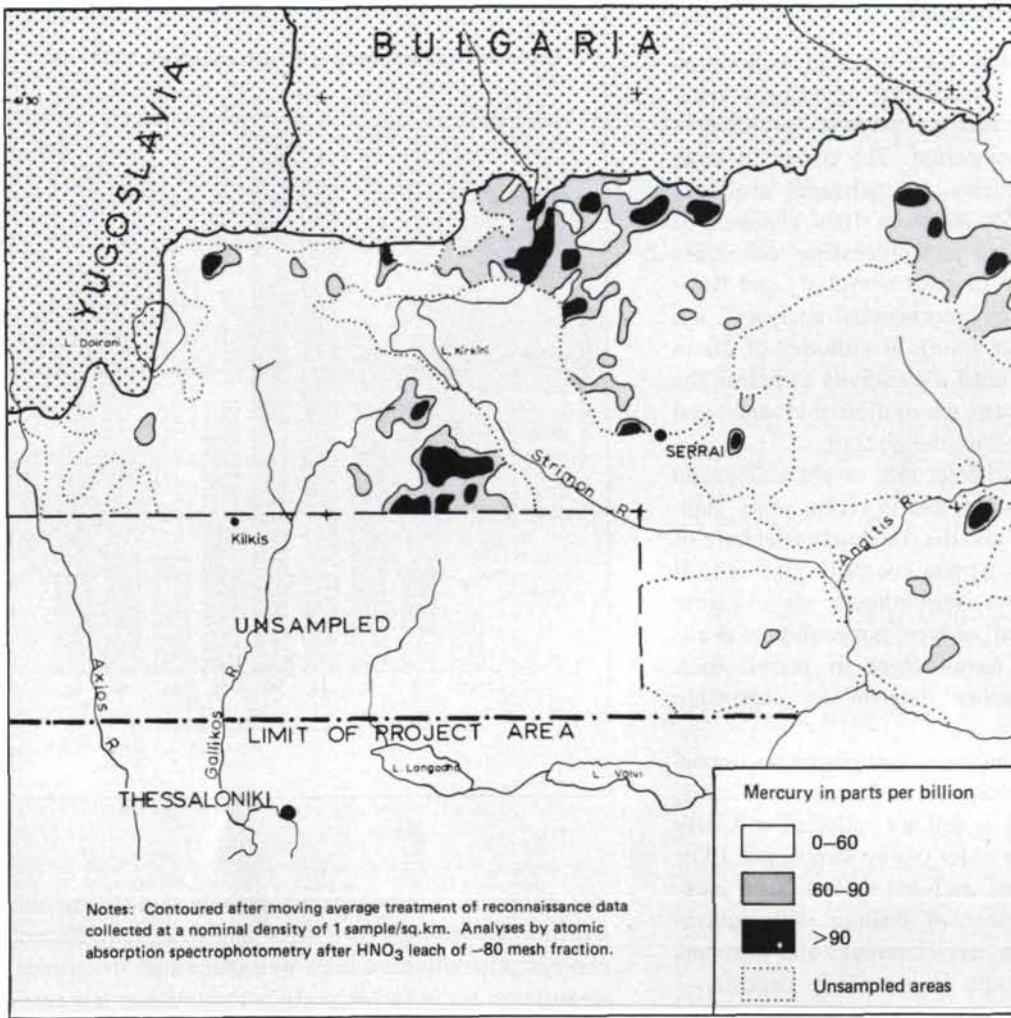 BULGARIA
YUGOSLAVIA
L. Doirani
L. Kirkini
Strimon R.
SERRAI
Kilkis
Angitis R.
UNSAMPLED
Axios R.
Gallikos R.
LIMIT OF PROJECT AREA
L. Langadha
L. Volvi
THESSALONIKI
Mercury in parts per billion
0–60
60–90
>90
Unsampled areas
Notes: Contoured after moving average treatment of reconnaissance data
collected at a nominal density of 1 sample/sq.km. Analyses by atomic
absorption spectrophotometry after HNO3 leach of –80 mesh fraction.